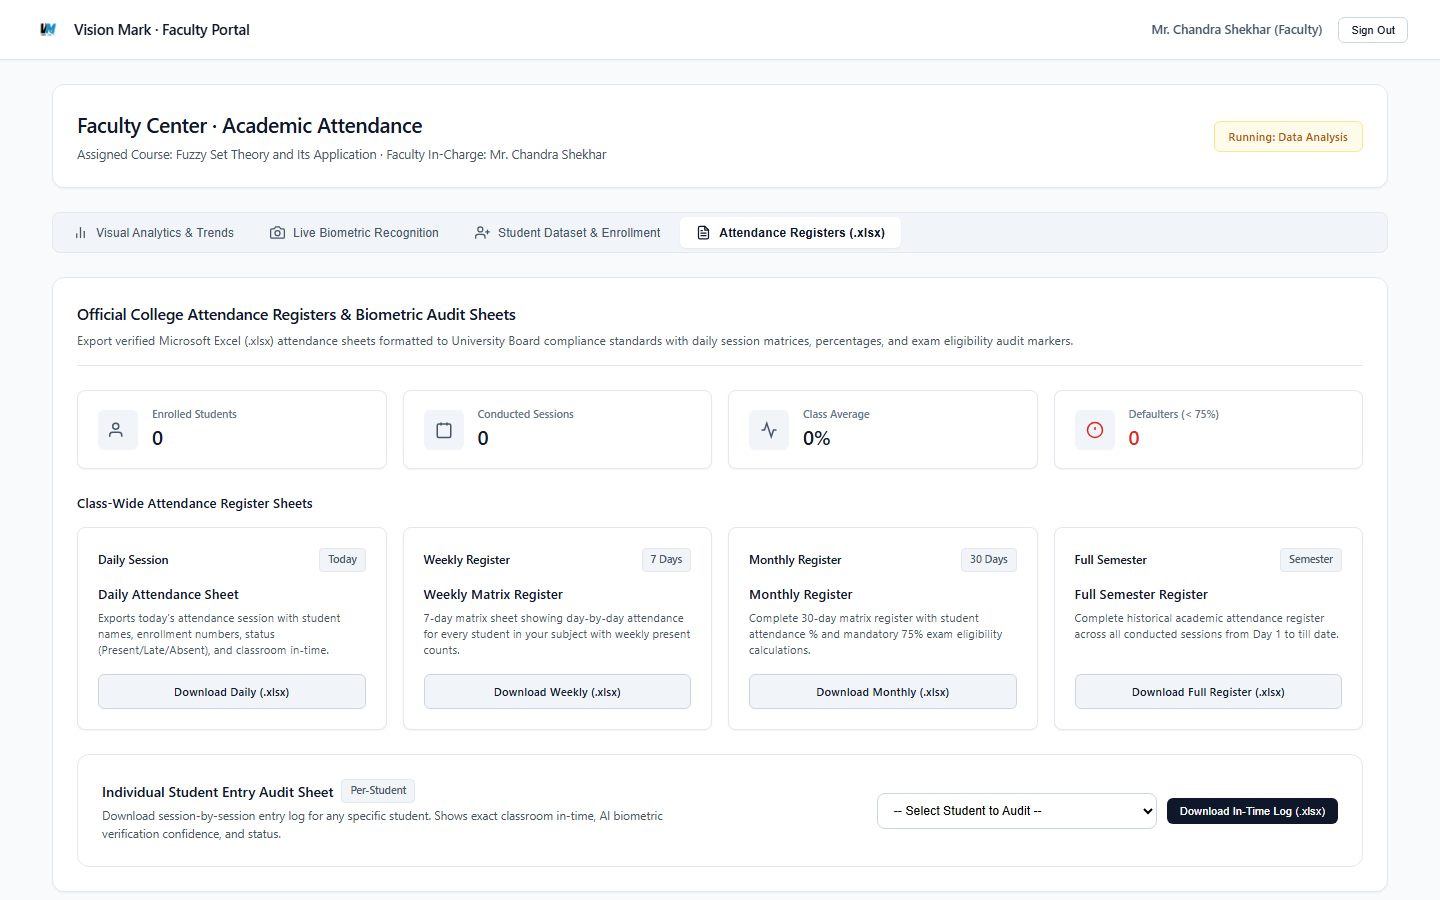 Vision Mark · Faculty Portal
Mr. Chandra Shekhar (Faculty)
Sign Out
Faculty Center · Academic Attendance
Assigned Course: Fuzzy Set Theory and Its Application · Faculty In-Charge: Mr. Chandra Shekhar
Running: Data Analysis
Visual Analytics & Trends
Live Biometric Recognition
Student Dataset & Enrollment
Attendance Registers (.xlsx)
Official College Attendance Registers & Biometric Audit Sheets
Export verified Microsoft Excel (.xlsx) attendance sheets formatted to University Board compliance standards with daily session matrices, percentages, and exam eligibility audit markers.
Enrolled Students
0
Conducted Sessions
0
Class Average
0%
Defaulters (< 75%)
0
Class-Wide Attendance Register Sheets
Daily Session
Today
Daily Attendance Sheet
Exports today's attendance session with student
names, enrollment numbers, status
(Present/Late/Absent), and classroom in-time.
Download Daily (.xlsx)
Weekly Register
7 Days
Weekly Matrix Register
7-day matrix sheet showing day-by-day attendance
for every student in your subject with weekly present
counts.
Download Weekly (.xlsx)
Monthly Register
30 Days
Monthly Register
Complete 30-day matrix register with student
attendance % and mandatory 75% exam eligibility
calculations.
Download Monthly (.xlsx)
Full Semester
Semester
Full Semester Register
Complete historical academic attendance register
across all conducted sessions from Day 1 to till date.
Download Full Register (.xlsx)
Individual Student Entry Audit Sheet
Per-Student
Download session-by-session entry log for any specific student. Shows exact classroom in-time, AI biometric
verification confidence, and status.
-- Select Student to Audit --
Download In-Time Log (.xlsx)